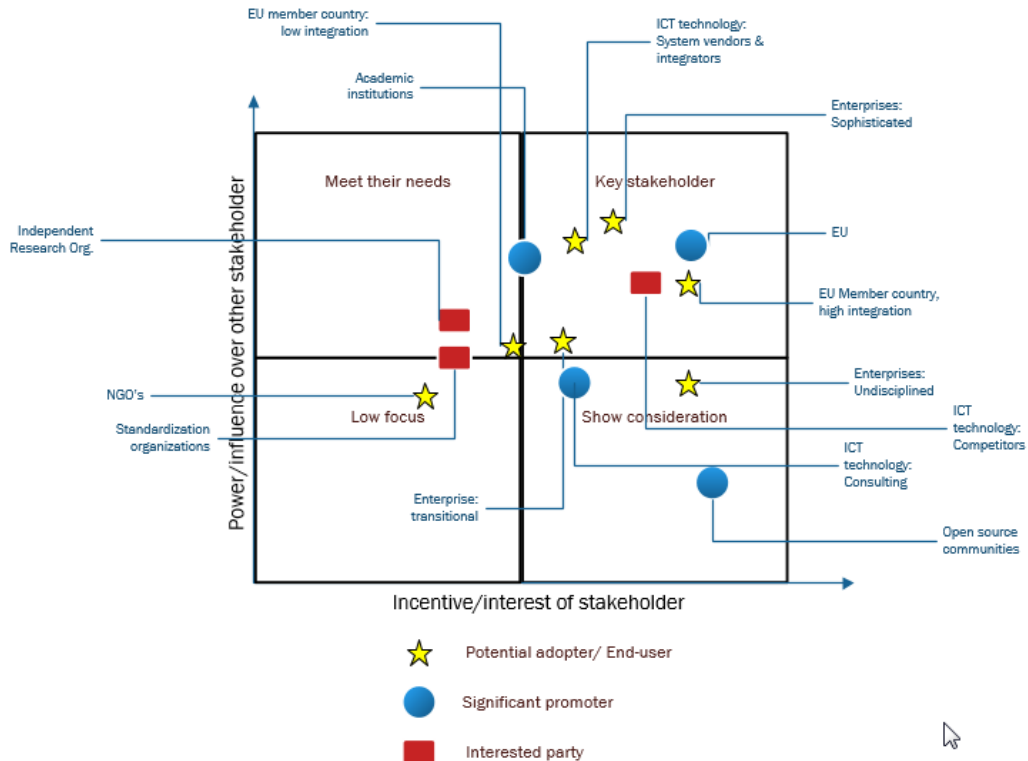 EU member country:
low integration
ICT technology:
System vendors &
integrators
Academic
institutions
Enterprises:
Sophisticated
Meet their needs
Key stakeholder
Independent
Research Org.
EU
EU Member country,
high integration
Power/influence over other stakeholder
NGO's
Enterprises:
Undisciplined
Low focus
Show consideration
Standardization
organizations
ICT
technology:
Competitors
ICT
technology:
Consulting
Enterprise:
transitional
Open source
communities
Incentive/interest of stakeholder
Potential adopter/ End-user
Significant promoter
Interested party